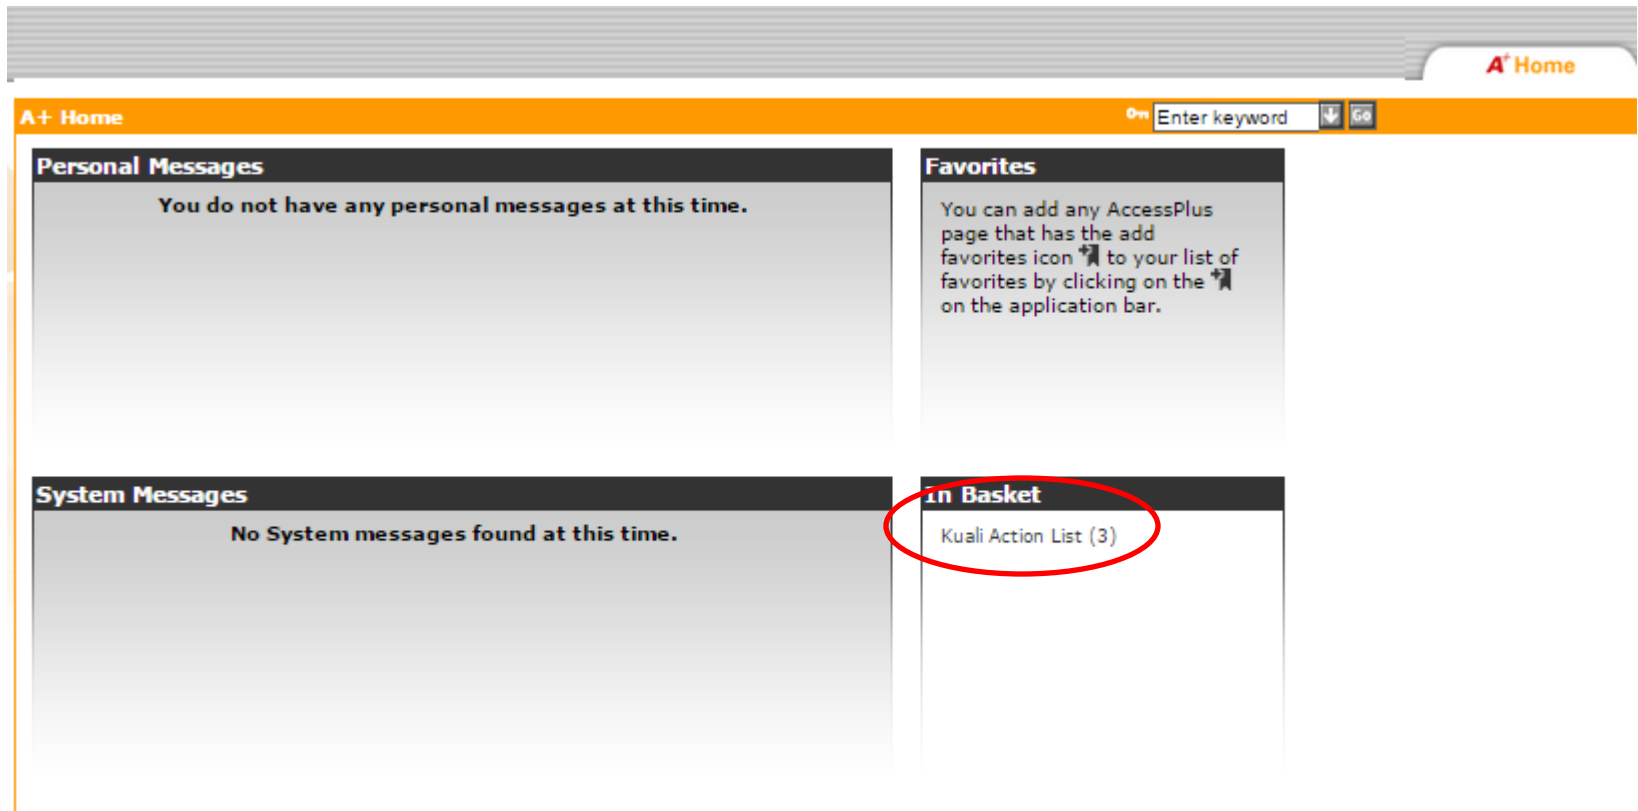 A+ Home
A+ Home
Enter keyword
Go
Personal Messages
You do not have any personal messages at this time.
Favorites
You can add any AccessPlus
page that has the add
favorites icon to your list of
favorites by clicking on the
on the application bar.
System Messages
No System messages found at this time.
In Basket
Kuali Action List (3)